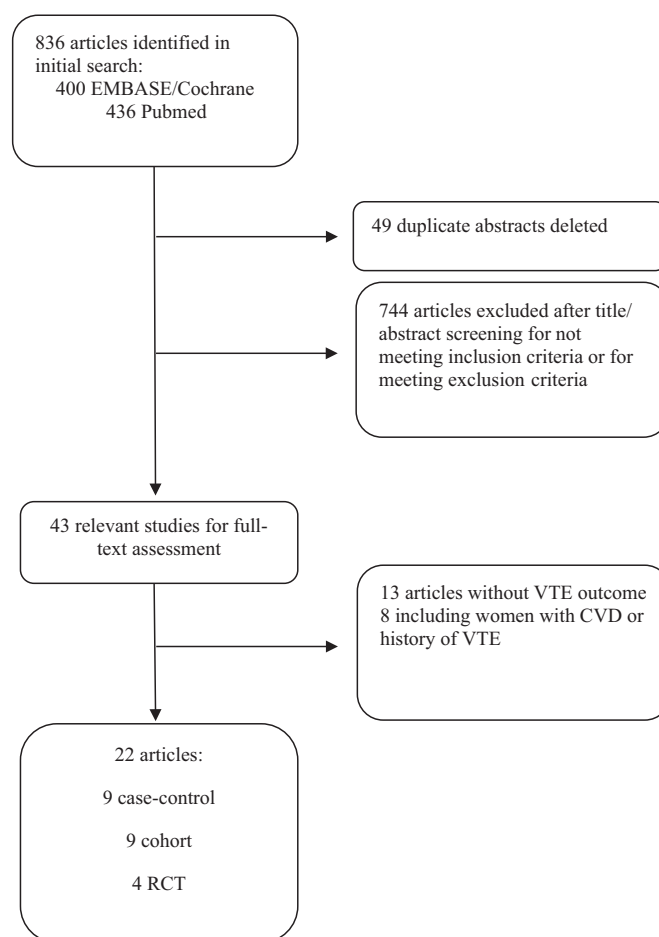 836 articles identified in
initial search:
400 EMBASE/Cochrane
436 Pubmed
49 duplicate abstracts deleted
744 articles excluded after title/
abstract screening for not
meeting inclusion criteria or for
meeting exclusion criteria
43 relevant studies for full-
text assessment
13 articles without VTE outcome
8 including women with CVD or
history of VTE
22 articles:
9 case-control
9 cohort
4 RCT